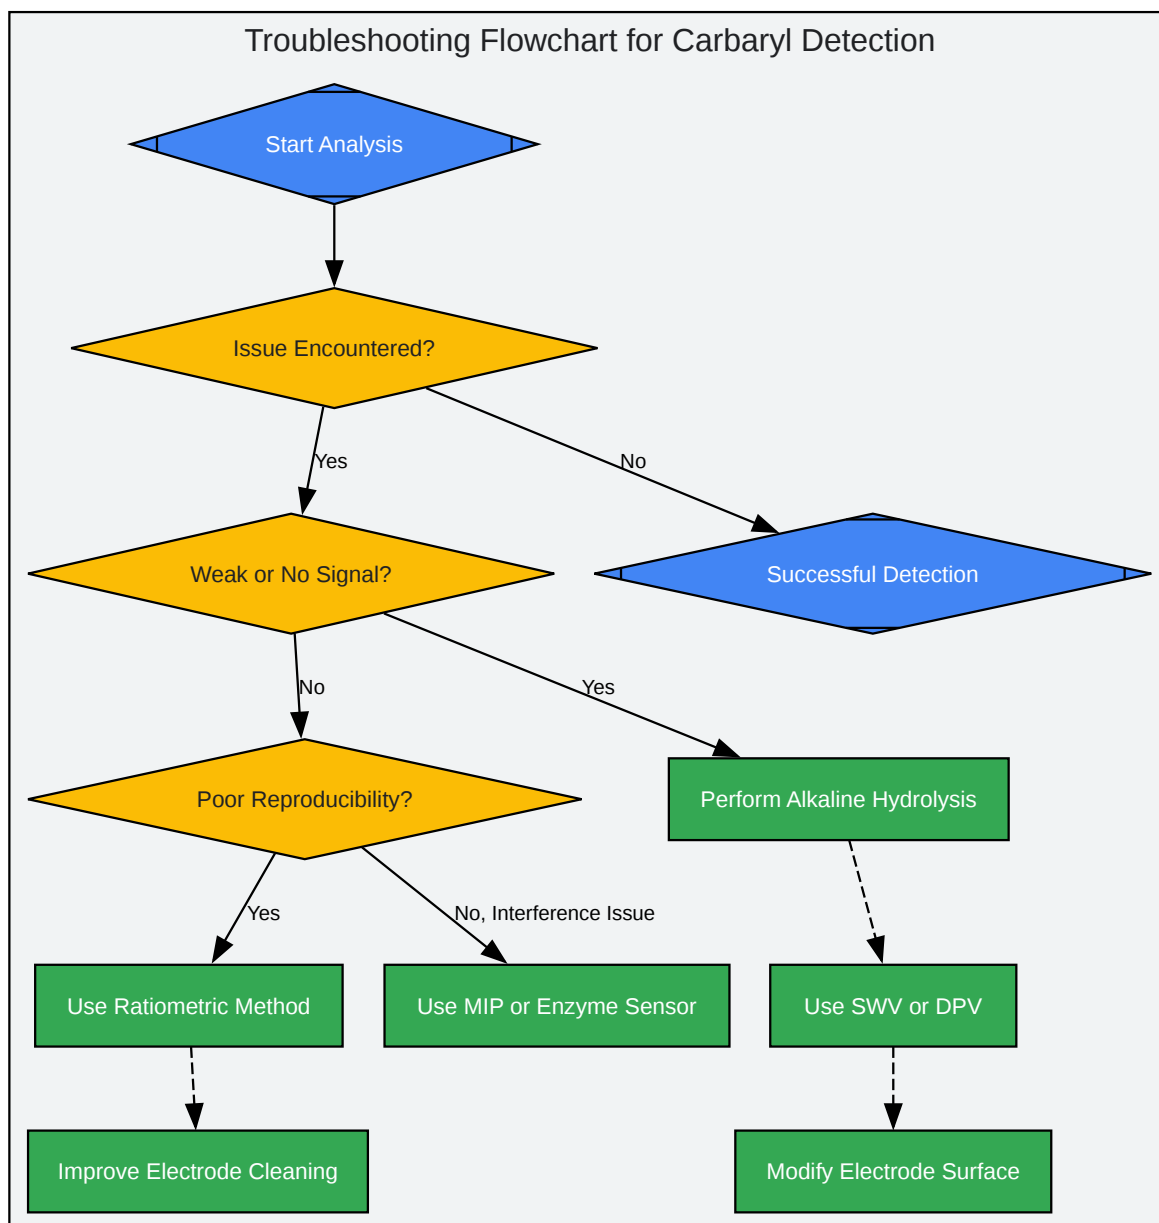 Troubleshooting Flowchart for Carbaryl Detection
Start Analysis
Issue Encountered?
Yes
No
Weak or No Signal?
Successful Detection
No
Yes
Poor Reproducibility?
Perform Alkaline Hydrolysis
Yes
No, Interference Issue
Use Ratiometric Method
Use MIP or Enzyme Sensor
Use SWV or DPV
Improve Electrode Cleaning
Modify Electrode Surface